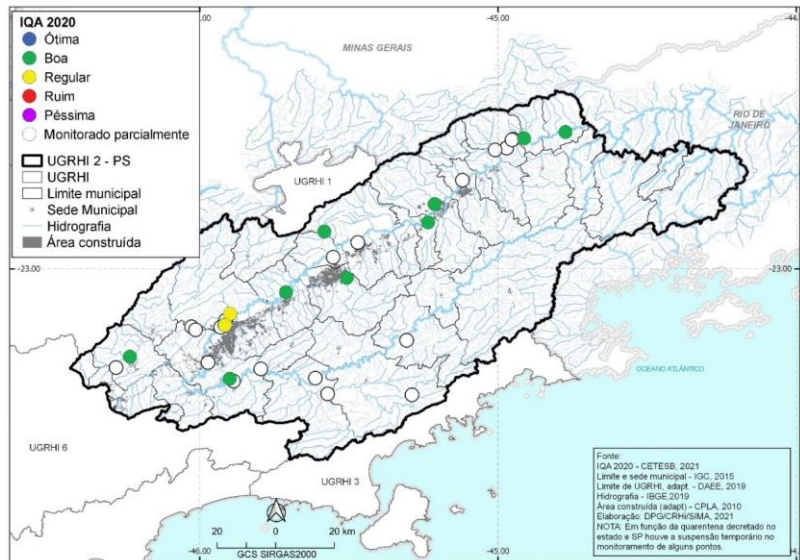 -46.00
-45.00
IQA 2020
Ótima
Boa
Regular
Ruim
Péssima
Monitorado parcialmente
UGRHI 2 - PS
UGRHI
Limite municipal
Sede Municipal
Hidrografia
Área construída
MINAS GERAIS
RIO DE
JANEIRO
UGRHI 1
-23.00
-23.00
OCEANO ATLÂNTICO
UGRHI 6
UGRHI 3
Fonte:
IQA 2020 - CETESB, 2021
Limite e sede municipal - IGC, 2015
Limite de UGRHI, adapt. - DAEE, 2019
Hidrografia - IBGE,2019
Área construída (adapt) - CPLA, 2010
Elaboração: DPG/CRHi/SIMA, 2021
NOTA: Em função da quarentena decretado no
estado e SP houve a suspensão temporário no
monitoramento de alguns pontos.
20 0 20 km
GCS SIRGAS2000
-46.00
-45.00